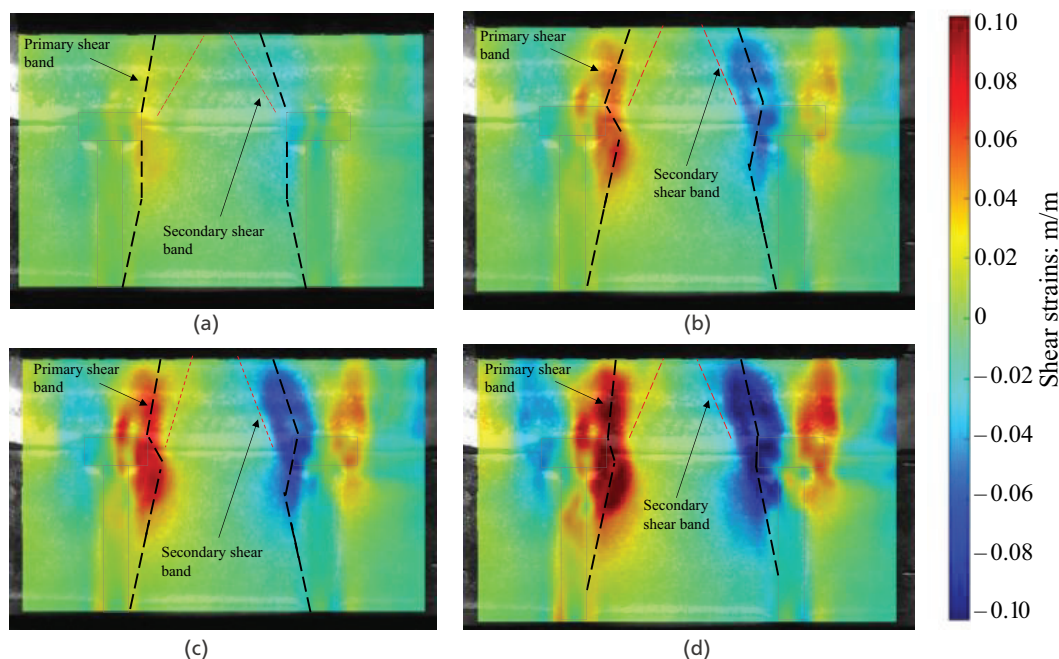 Primary shear
band
Secondary shear
band
(a)
Primary shear
band
Secondary
shear band
(b)
Primary shear
band
Secondary shear
band
(c)
Primary shear
band
Secondary
shear band
(d)
0.10
0.08
0.06
0.04
0.02
0
−0.02
−0.04
−0.06
−0.08
−0.10
Shear strains: m/m